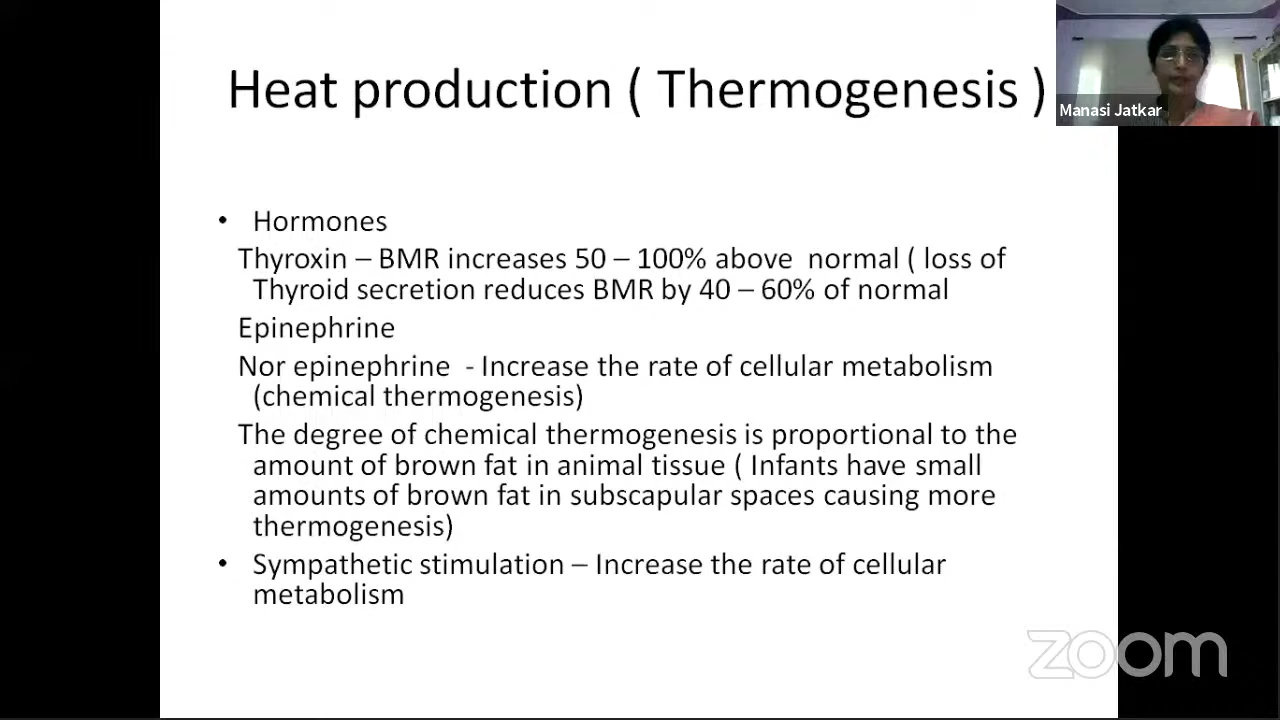 Heat production ( Thermogenesis )
Manasi Jatkar
• Hormones
Thyroxin – BMR increases 50 – 100% above normal ( loss of
Thyroid secretion reduces BMR by 40 – 60% of normal
Epinephrine
Nor epinephrine - Increase the rate of cellular metabolism
(chemical thermogenesis)
The degree of chemical thermogenesis is proportional to the
amount of brown fat in animal tissue ( Infants have small
amounts of brown fat in subscapular spaces causing more
thermogenesis)
• Sympathetic stimulation – Increase the rate of cellular
metabolism
zoom